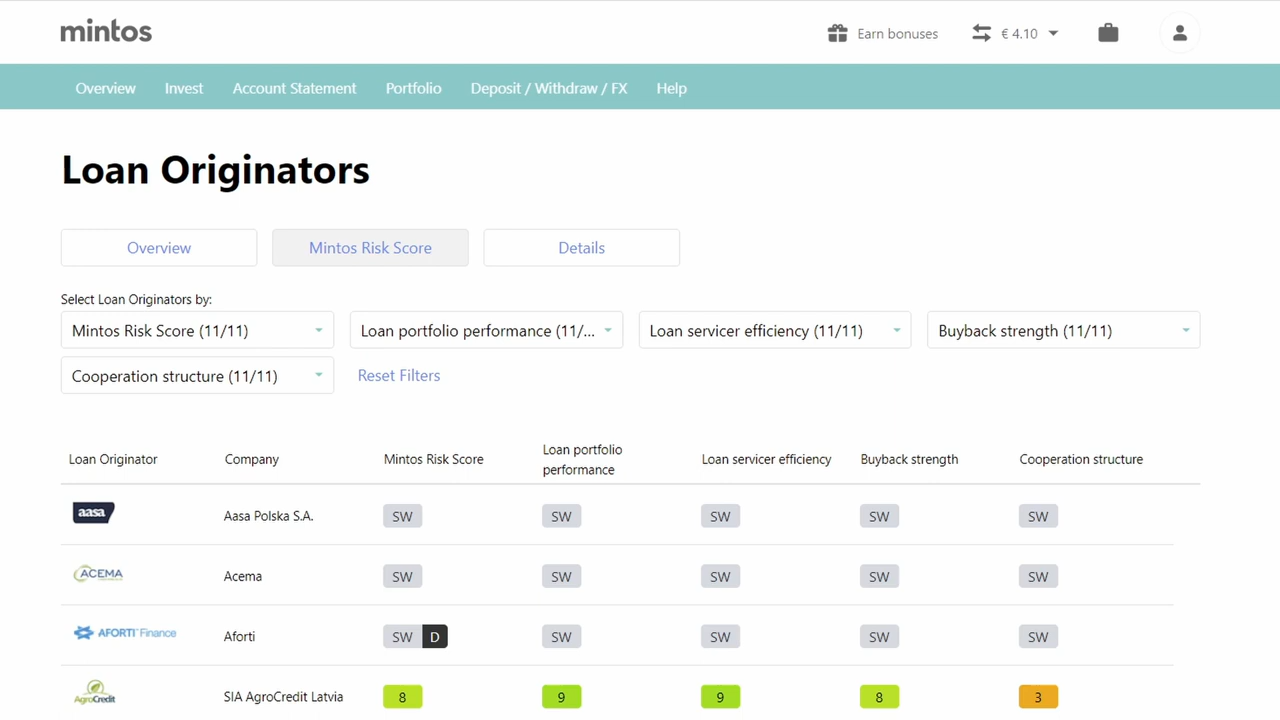 mintos
Earn bonuses
€ 4.10
Overview Invest Account Statement Portfolio Deposit / Withdraw / FX Help
Loan Originators
Overview Mintos Risk Score Details
Select Loan Originators by:
Mintos Risk Score (11/11) Loan portfolio performance (11/... Loan servicer efficiency (11/11) Buyback strength (11/11)
Cooperation structure (11/11) Reset Filters
Loan Originator Company Mintos Risk Score Loan portfolio performance Loan servicer efficiency Buyback strength Cooperation structure
aasa Aasa Polska S.A. SW SW SW SW SW
ACEMA Acema SW SW SW SW SW
AFORTI Finance Aforti SW D SW SW SW SW
AgroCredit SIA AgroCredit Latvia 8 9 9 8 3